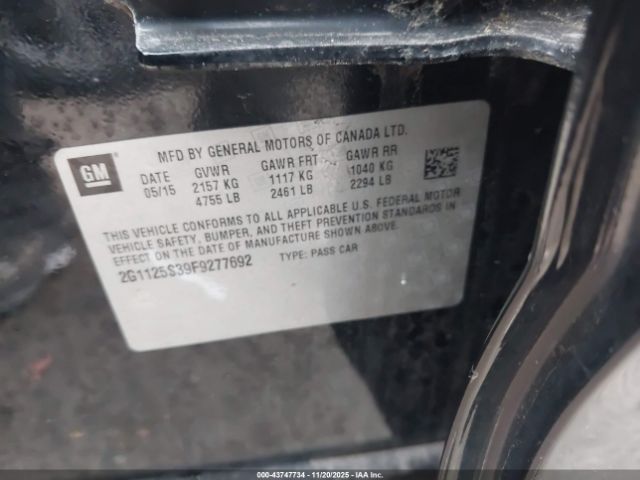 MFD BY GENERAL MOTORS OF CANADA LTD.
GM
DATE GVWR GAWR FRT GAWR RR
05/15 2157 KG 1117 KG 1040 KG
4755 LB 2461 LB 2294 LB
THIS VEHICLE CONFORMS TO ALL APPLICABLE U.S. FEDERAL MOTOR
VEHICLE SAFETY, BUMPER, AND THEFT PREVENTION STANDARDS IN
EFFECT ON THE DATE OF MANUFACTURE SHOWN ABOVE.
2G1125S39F9277692 TYPE: PASS CAR
000-43747734 - 11/20/2025 - IAAI, Inc.